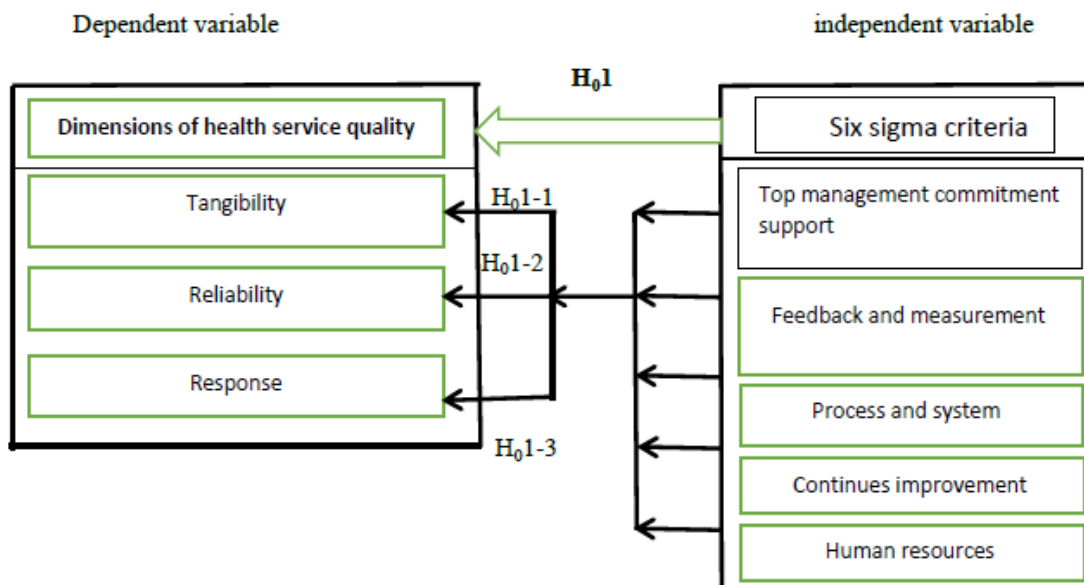 Dependent variable
independent variable
H₀1
Dimensions of health service quality
Six sigma criteria
Tangibility
H₀1-1
Top management commitment
support
H₀1-2
Reliability
Feedback and measurement
Response
Process and system
H₀1-3
Continues improvement
Human resources